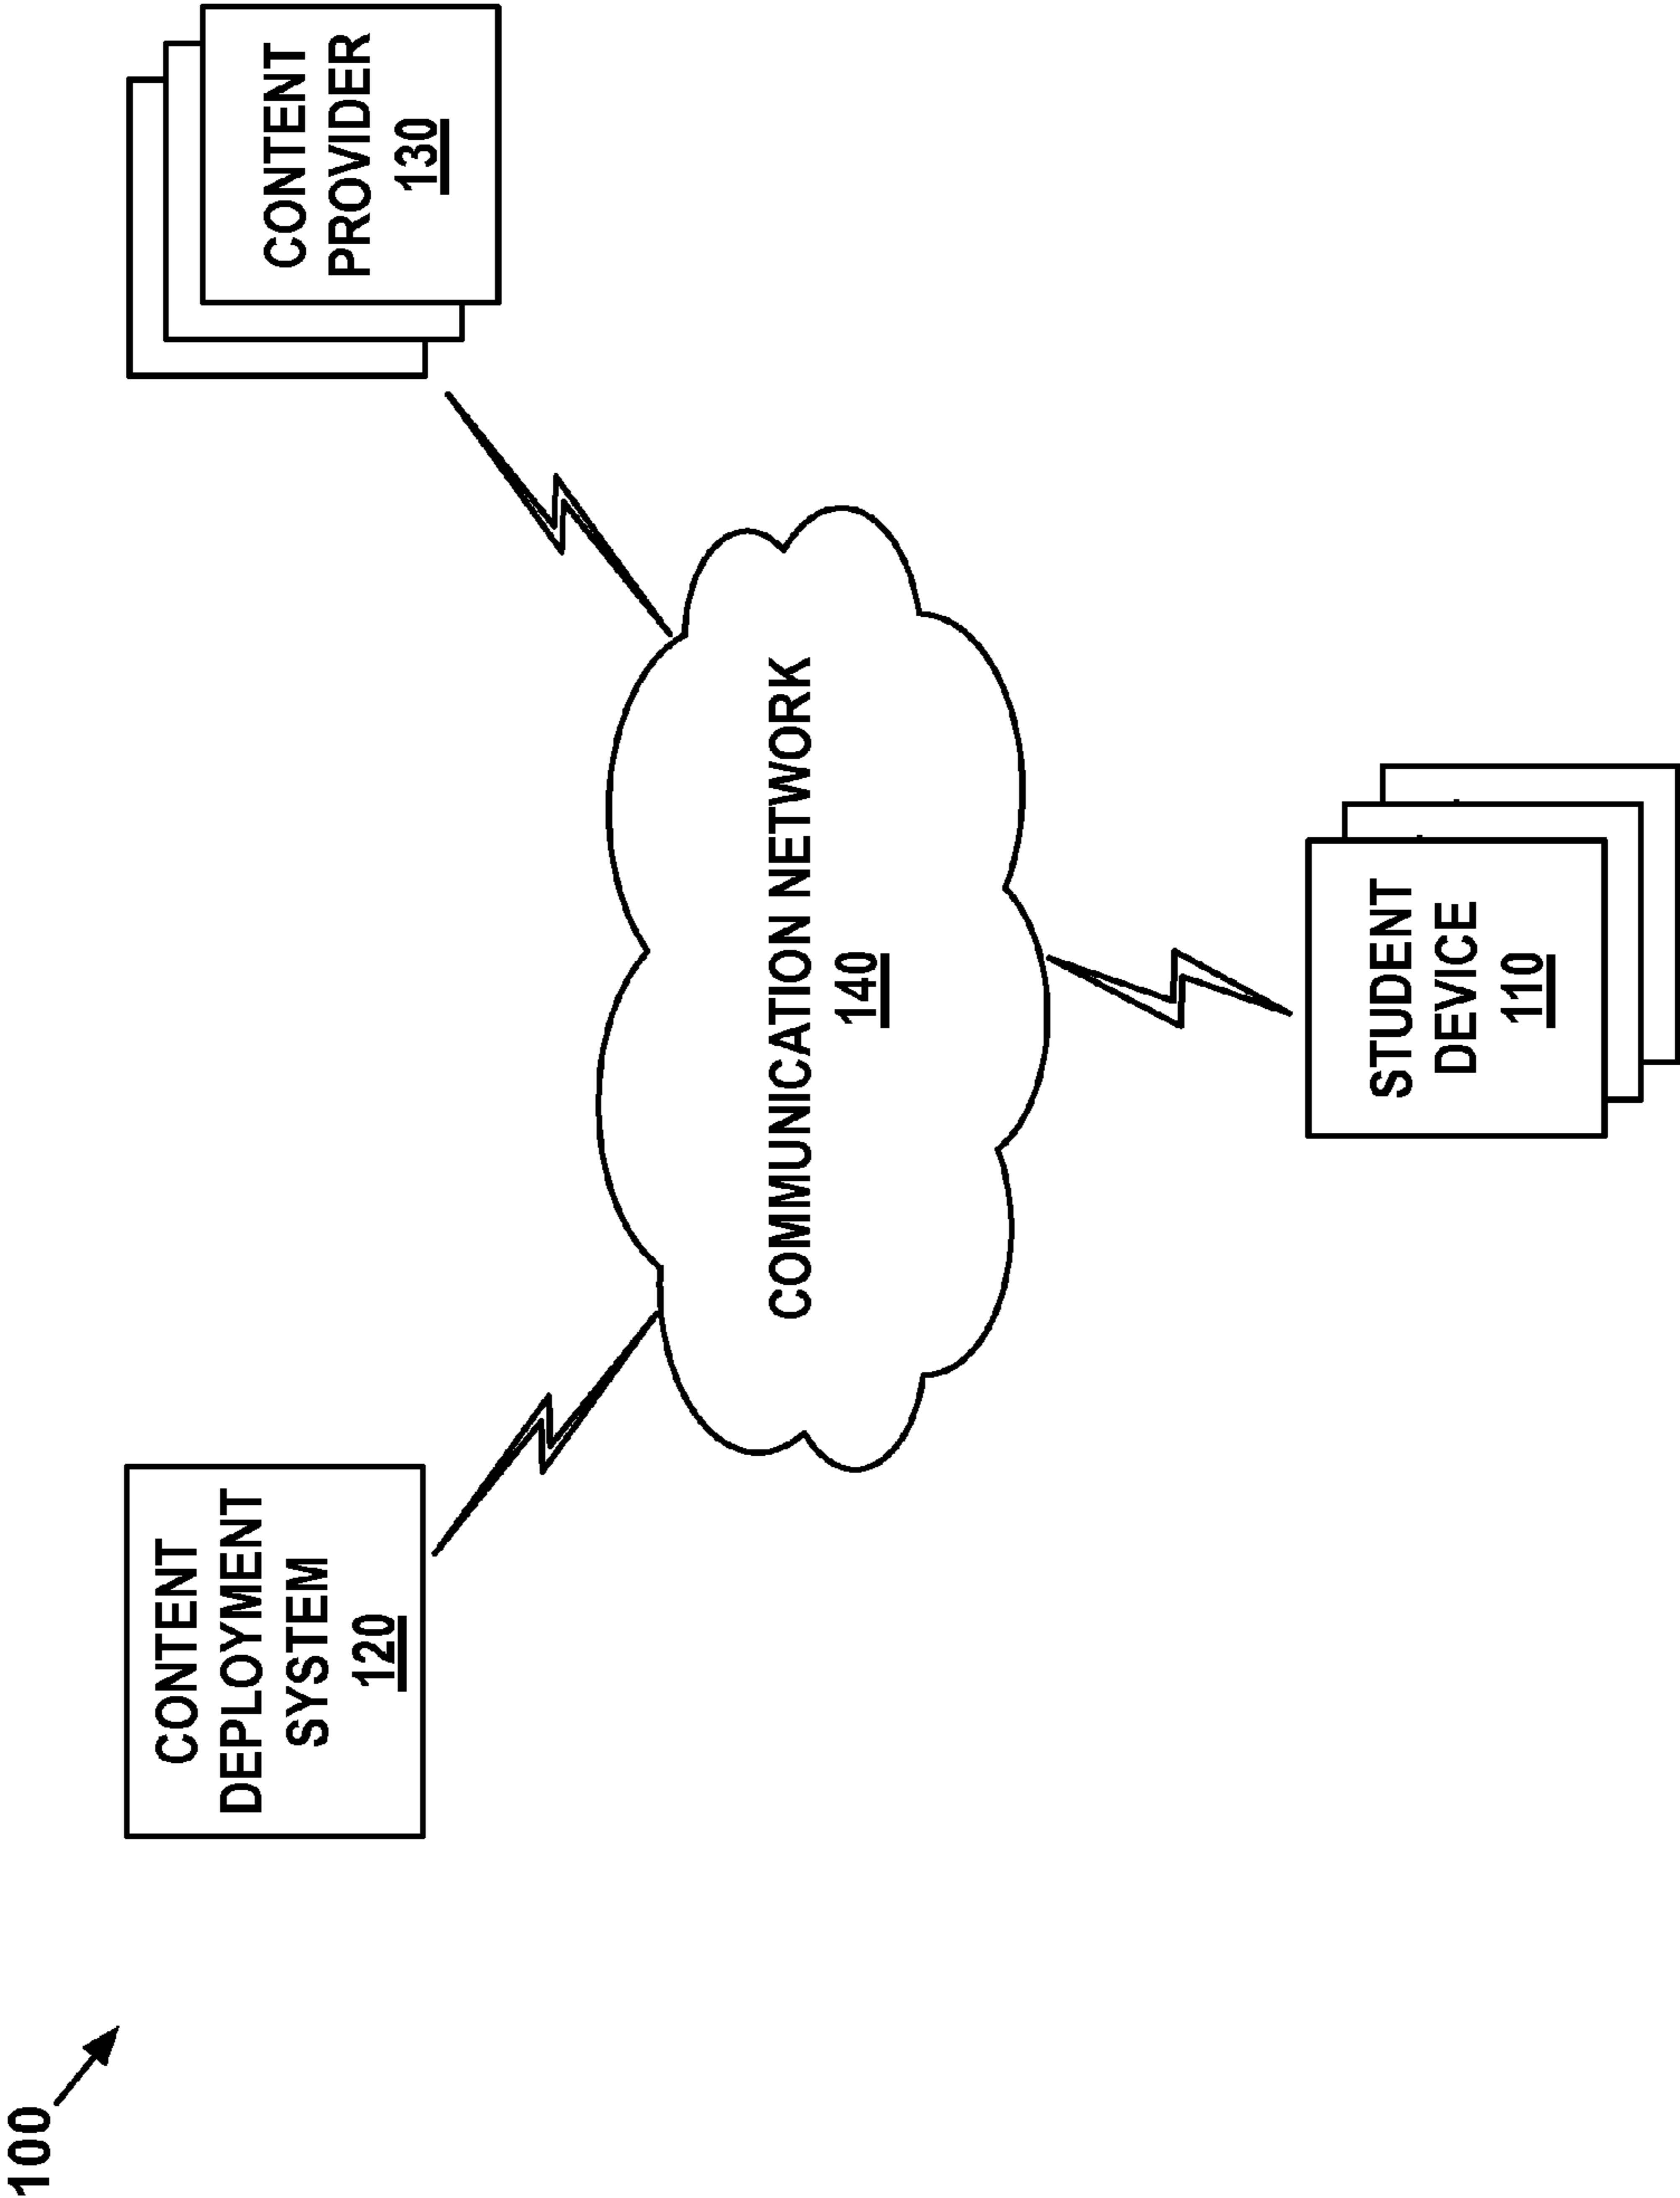 100
CONTENT
DEPLOYMENT
SYSTEM
120
CONTENT
PROVIDER
130
COMMUNICATION NETWORK
140
STUDENT
DEVICE
110